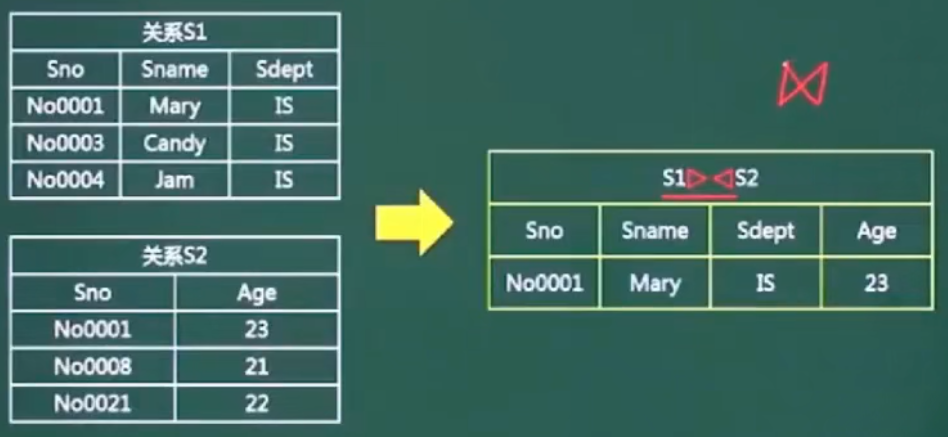 关系S1
Sno Sname Sdept
No0001 Mary IS
No0003 Candy IS
No0004 Jam IS
关系S2
Sno Age
No0001 23
No0008 21
No0021 22
S1▷◁S2
Sno Sname Sdept Age
No0001 Mary IS 23